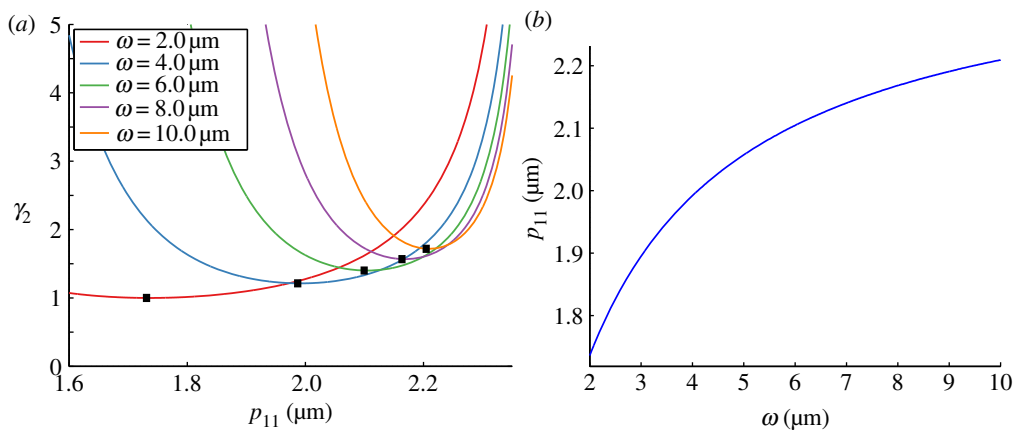 (a)
5
4
3
2
1
0
γ2
ω = 2.0 μm
ω = 4.0 μm
ω = 6.0 μm
ω = 8.0 μm
ω = 10.0 μm
1.6 1.8 2.0 2.2
p11 (μm)
(b)
2.2
2.1
2.0
1.9
1.8
p11 (μm)
2 3 4 5 6 7 8 9 10
ω (μm)